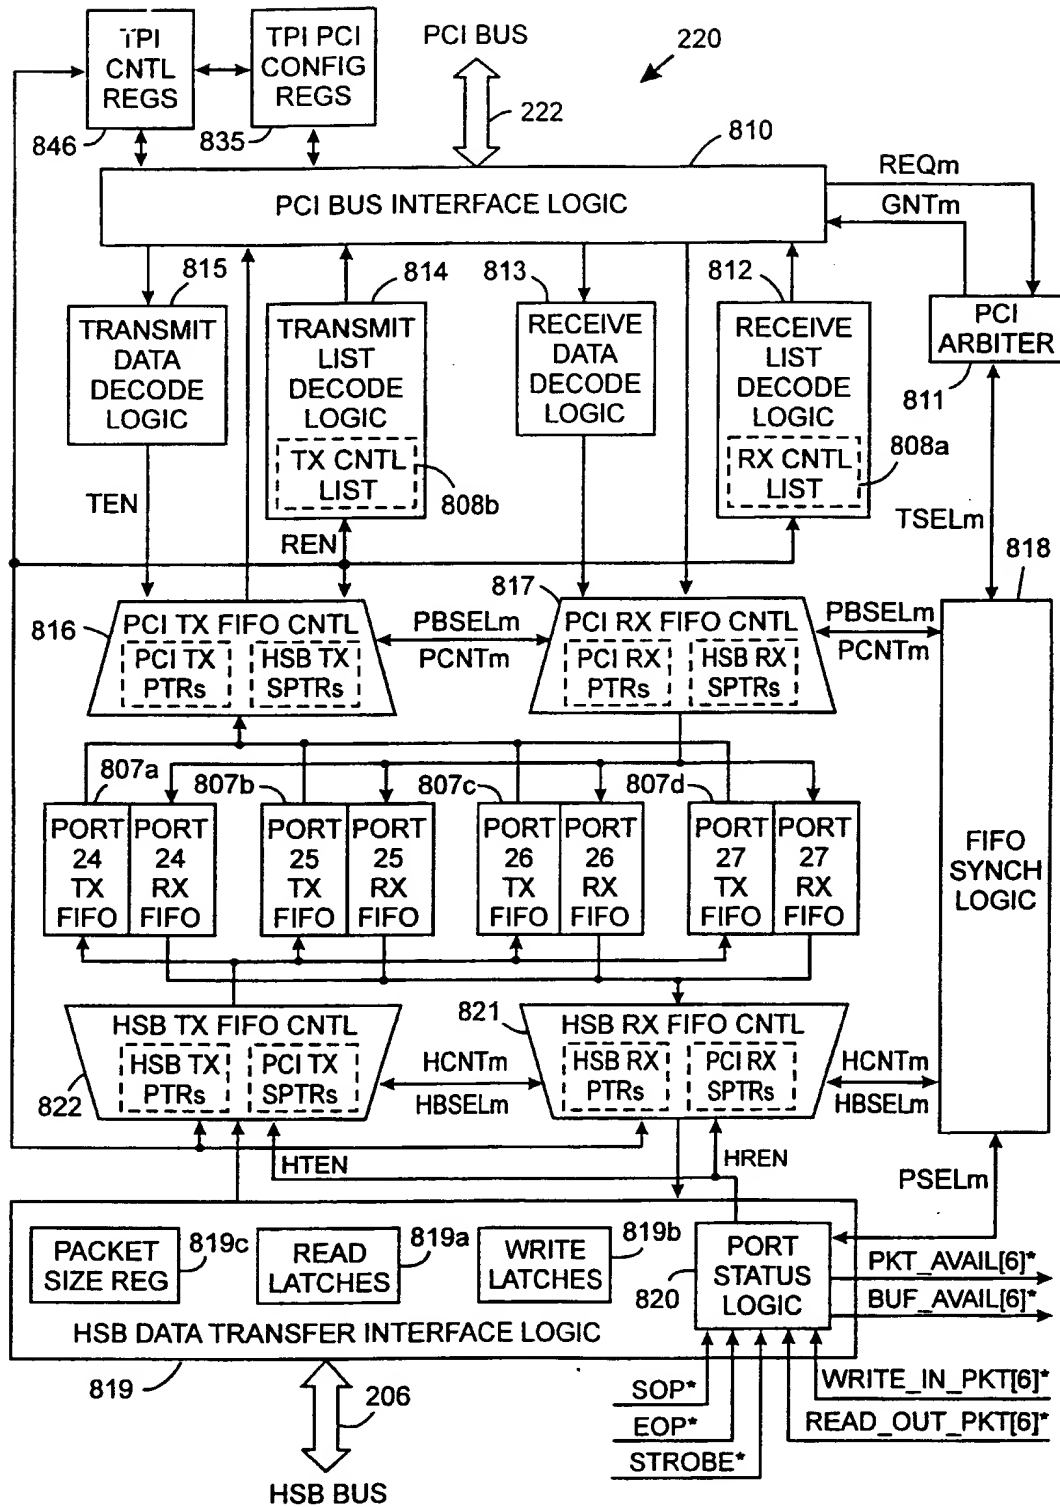 TPI
CNTL
REGS
846
TPI PCI
CONFIG
REGS
835
PCI BUS
222
220
810
PCI BUS INTERFACE LOGIC
REQm
GNTm
815
TRANSMIT
DATA
DECODE
LOGIC
814
TRANSMIT
LIST
DECODE
LOGIC
TX CNTL
LIST
808b
813
RECEIVE
DATA
DECODE
LOGIC
812
RECEIVE
LIST
DECODE
LOGIC
RX CNTL
LIST
808a
PCI
ARBITER
811
TEN
REN
TSELm
818
816
PCI TX FIFO CNTL
PCI TX
PTRs
HSB TX
SPTRs
PBSELm
PCNTm
817
PCI RX FIFO CNTL
PCI RX
PTRs
HSB RX
SPTRs
PBSELm
PCNTm
807a
PORT
24
TX
FIFO
PORT
24
RX
FIFO
807b
PORT
25
TX
FIFO
PORT
25
RX
FIFO
807c
PORT
26
TX
FIFO
PORT
26
RX
FIFO
807d
PORT
27
TX
FIFO
PORT
27
RX
FIFO
FIFO
SYNCH
LOGIC
HSB TX FIFO CNTL
HSB TX
PTRs
PCI TX
SPTRs
822
HCNTm
HBSELm
821
HSB RX FIFO CNTL
HSB RX
PTRs
PCI RX
SPTRs
HCNTm
HBSELm
HTEN
HREN
PSELm
PACKET
SIZE REG
819c
READ
LATCHES
819a
WRITE
LATCHES
819b
PORT
STATUS
LOGIC
820
HSB DATA TRANSFER INTERFACE LOGIC
819
PKT_AVAIL[6]*
BUF_AVAIL[6]*
WRITE_IN_PKT[6]*
READ_OUT_PKT[6]*
SOP*
EOP*
STROBE*
206
HSB BUS